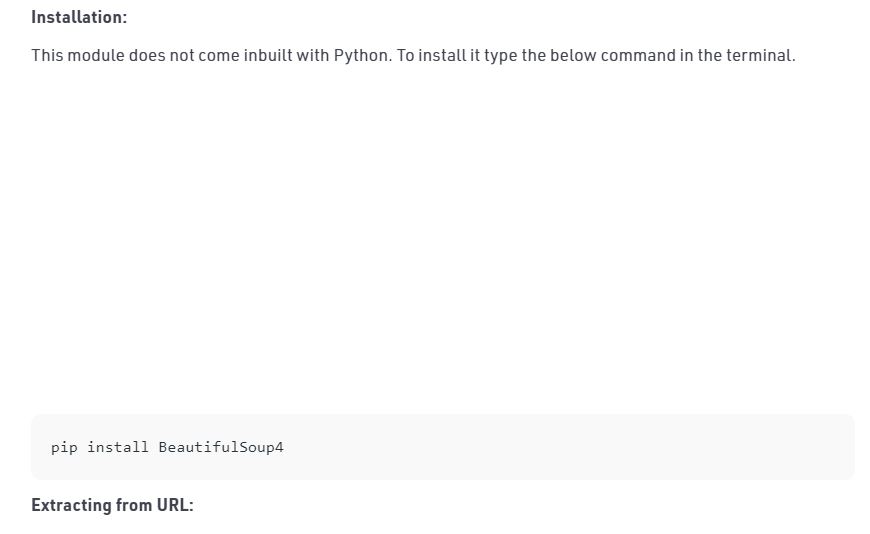 Installation:
This module does not come inbuilt with Python. To install it type the below command in the terminal.
pip install BeautifulSoup4
Extracting from URL: